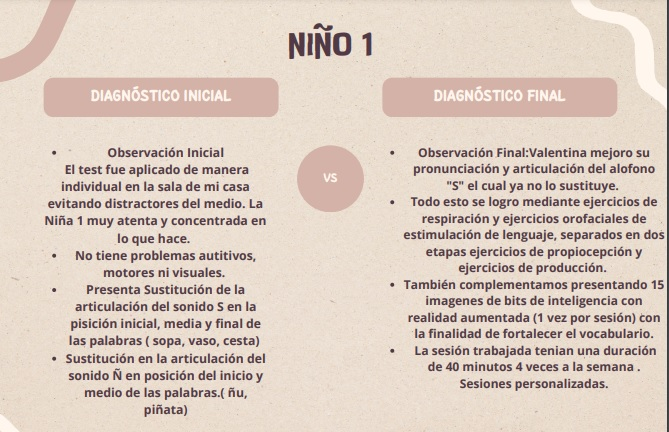 NIÑO 1
DIAGNÓSTICO INICIAL
• Observación Inicial
El test fue aplicado de manera
individual en la sala de mi casa
evitando distractores del medio. La
Niña 1 muy atenta y concentrada en
lo que hace.
• No tiene problemas autitivos,
motores ni visuales.
• Presenta Sustitución de la
articulación del sonido S en la
pisición inicial, media y final de
las palabras ( sopa, vaso, cesta)
• Sustitución en la articulación del
sonido Ñ en posición del inicio y
medio de las palabras.( ñu,
piñata)
VS
DIAGNÓSTICO FINAL
• Observación Final:Valentina mejoro su
pronunciación y articulación del alofono
"S" el cual ya no lo sustituye.
• Todo esto se logro mediante ejercicios de
respiración y ejercicios orofaciales de
estimulación de lenguaje, separados en dos
etapas ejercicios de propiocepción y
ejercicios de producción.
• También complementamos presentando 15
imagenes de bits de inteligencia con
realidad aumentada (1 vez por sesión) con
la finalidad de fortalecer el vocabulario.
• La sesión trabajada tenian una duración
de 40 minutos 4 veces a la semana .
Sesiones personalizadas.